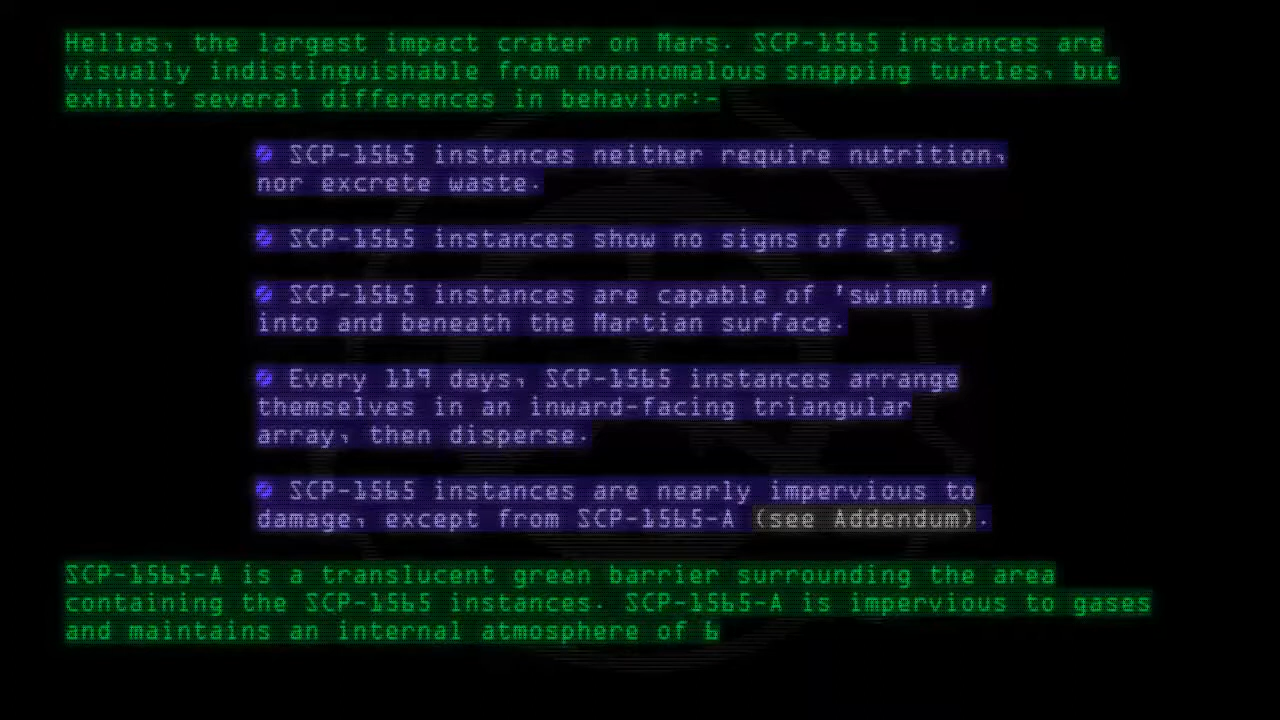 Hellas, the largest impact crater on Mars. SCP-1565 instances are
visually indistinguishable from nonanomalous snapping turtles, but
exhibit several differences in behavior:-
• SCP-1565 instances neither require nutrition,
nor excrete waste.
• SCP-1565 instances show no signs of aging.
• SCP-1565 instances are capable of 'swimming'
into and beneath the Martian surface.
• Every 119 days, SCP-1565 instances arrange
themselves in an inward-facing triangular
array, then disperse.
• SCP-1565 instances are nearly impervious to
damage, except from SCP-1565-A (see Addendum).
SCP-1565-A is a translucent green barrier surrounding the area
containing the SCP-1565 instances. SCP-1565-A is impervious to gases
and maintains an internal atmosphere of 6